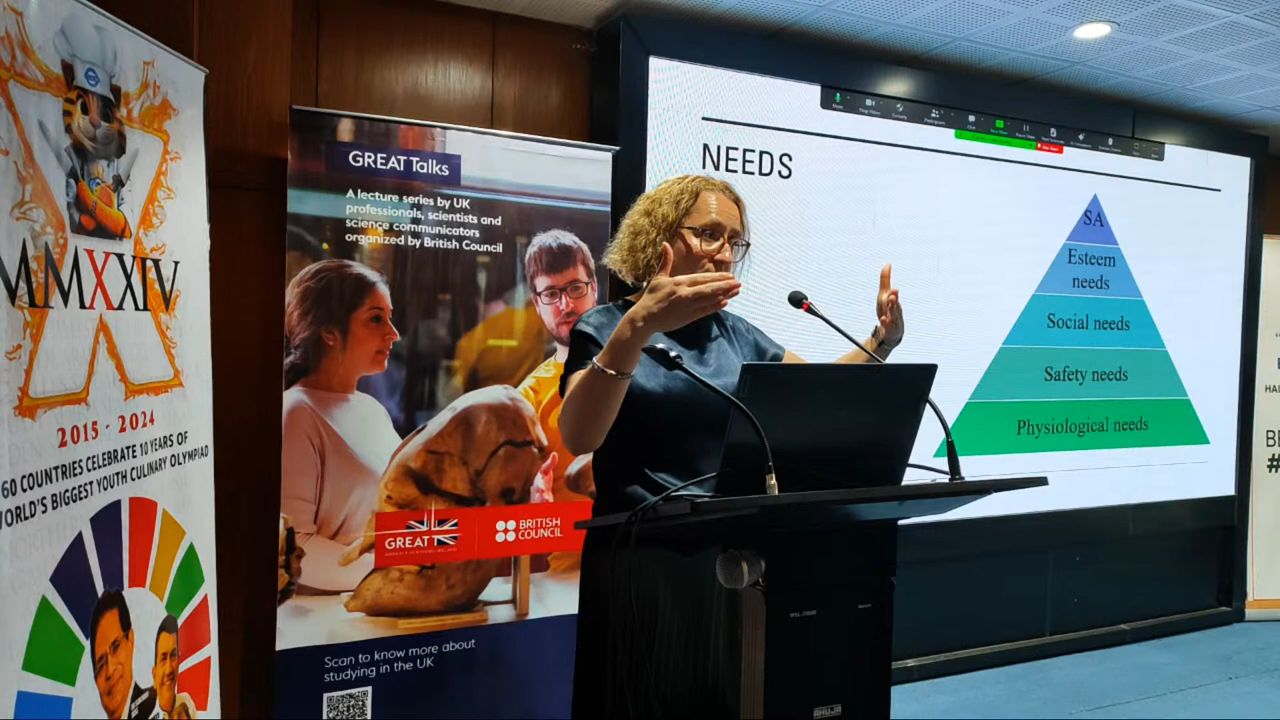 MMXXIV
2015 - 2024
60 COUNTRIES CELEBRATE 10 YEARS OF
WORLD'S BIGGEST YOUTH CULINARY OLYMPIAD
GREAT Talks
A lecture series by UK
professionals, scientists and
science communicators
organized by British Council
GREAT
BRITISH
COUNCIL
Scan to know more about
studying in the UK
NEEDS
SA
Esteem
needs
Social needs
Safety needs
Physiological needs
AHUJA